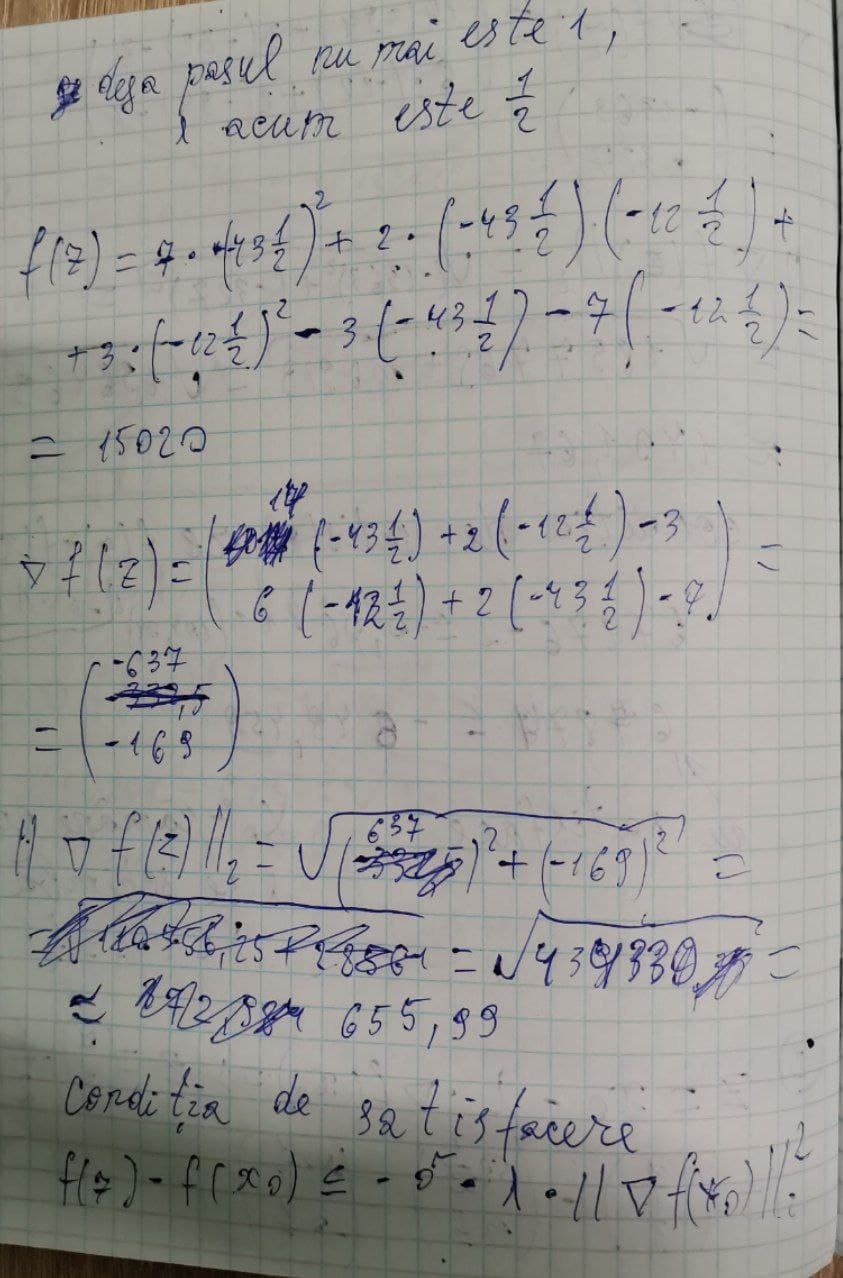 deja pasul nu mai este 1,
acum este 1/2
f(z) = 7 · (-43 1/2)² + 2 · (-43 1/2) · (-12 1/2) +
+ 3 · (-12 1/2)² - 3 (-43 1/2) - 7 (-12 1/2) =
= 15020
∇ f(z) = ( 14 (-43 1/2) + 2 (-12 1/2) - 3
6 (-12 1/2) + 2 (-43 1/2) - 7 ) =
= ( -637
-169 )
|| ∇ f(z) ||₂ = √(637)² + (-169)² =
= √434330 =
≈ 655,99
Condiția de satisfacere
f(z) - f(x₀) ≤ - δ · λ · || ∇ f(x₀) ||²